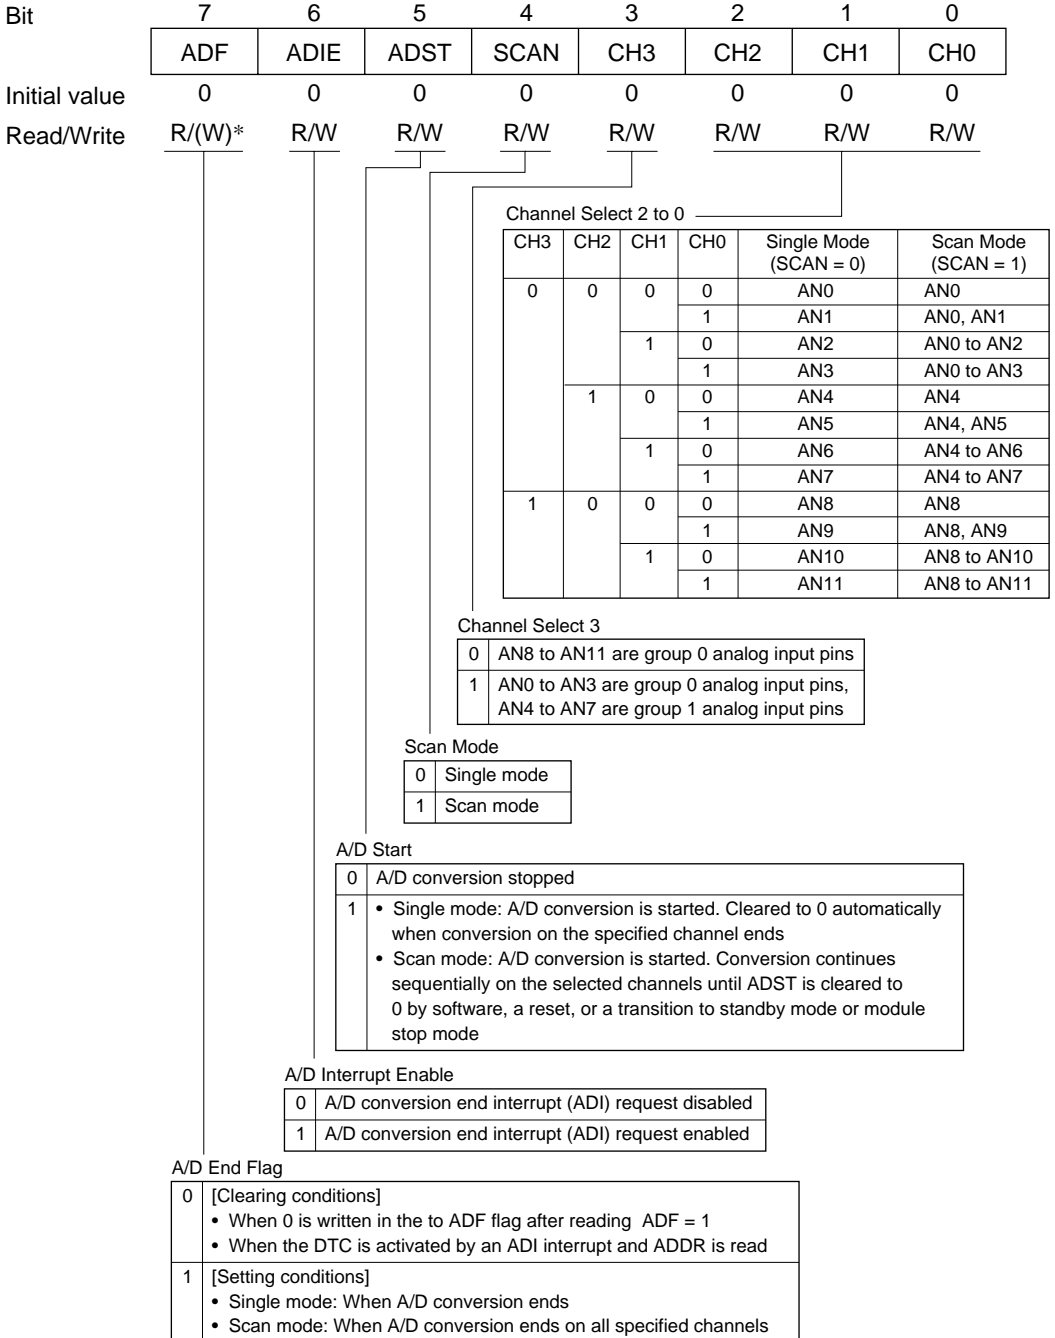 Bit 7 6 5 4 3 2 1 0
ADF ADIE ADST SCAN CH3 CH2 CH1 CH0
Initial value 0 0 0 0 0 0 0 0
Read/Write R/(W)* R/W R/W R/W R/W R/W R/W R/W
Channel Select 2 to 0
CH3 CH2 CH1 CH0 Single Mode Scan Mode
(SCAN = 0) (SCAN = 1)
0 0 0 0 AN0 AN0
1 AN1 AN0, AN1
1 0 AN2 AN0 to AN2
1 AN3 AN0 to AN3
1 0 0 AN4 AN4
1 AN5 AN4, AN5
1 0 AN6 AN4 to AN6
1 AN7 AN4 to AN7
1 0 0 0 AN8 AN8
1 AN9 AN8, AN9
1 0 AN10 AN8 to AN10
1 AN11 AN8 to AN11
Channel Select 3
0 AN8 to AN11 are group 0 analog input pins
1 AN0 to AN3 are group 0 analog input pins,
AN4 to AN7 are group 1 analog input pins
Scan Mode
0 Single mode
1 Scan mode
A/D Start
0 A/D conversion stopped
1 • Single mode: A/D conversion is started. Cleared to 0 automatically
when conversion on the specified channel ends
• Scan mode: A/D conversion is started. Conversion continues
sequentially on the selected channels until ADST is cleared to
0 by software, a reset, or a transition to standby mode or module
stop mode
A/D Interrupt Enable
0 A/D conversion end interrupt (ADI) request disabled
1 A/D conversion end interrupt (ADI) request enabled
A/D End Flag
0 [Clearing conditions]
• When 0 is written in the to ADF flag after reading ADF = 1
• When the DTC is activated by an ADI interrupt and ADDR is read
1 [Setting conditions]
• Single mode: When A/D conversion ends
• Scan mode: When A/D conversion ends on all specified channels